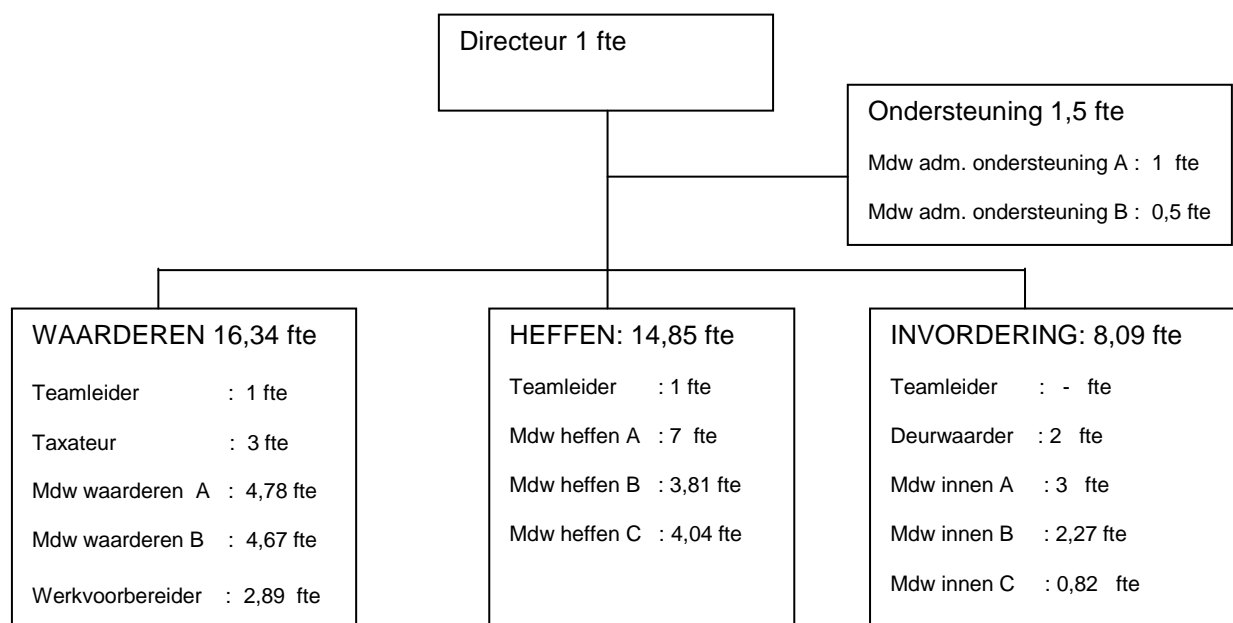 Directeur 1 fte
Ondersteuning 1,5 fte
Mdw adm. ondersteuning A : 1 fte
Mdw adm. ondersteuning B : 0,5 fte
WAARDEREN 16,34 fte
Teamleider : 1 fte
Taxateur : 3 fte
Mdw waarderen A : 4,78 fte
Mdw waarderen B : 4,67 fte
Werkvoorbereider : 2,89 fte
HEFFEN: 14,85 fte
Teamleider : 1 fte
Mdw heffen A : 7 fte
Mdw heffen B : 3,81 fte
Mdw heffen C : 4,04 fte
INVORDERING: 8,09 fte
Teamleider : - fte
Deurwaarder : 2 fte
Mdw innen A : 3 fte
Mdw innen B : 2,27 fte
Mdw innen C : 0,82 fte